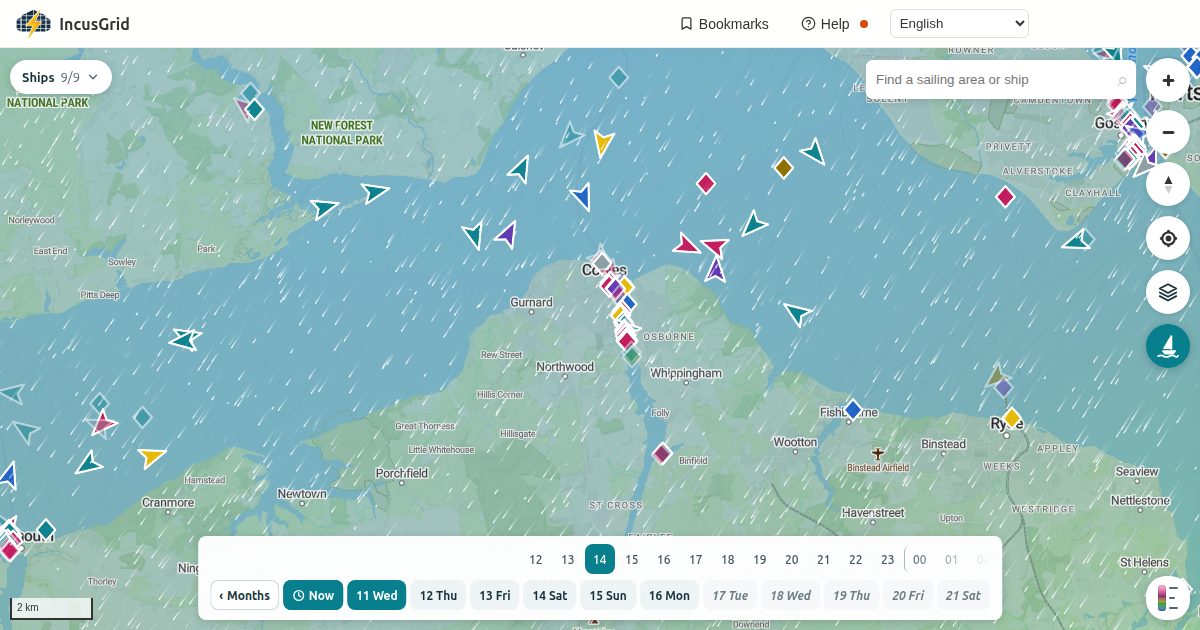 IncusGrid
Bookmarks
Help
English
Ships 9/9
Find a sailing area or ship
NATIONAL PARK
NEW FOREST
NATIONAL PARK
ROWNER
CAMDENTOWN
PRIVETT
ALVERSTOKE
CLAYHALL
Norleywood
East End
Sowley
Park
Pitts Deep
Gurnard
OSBORNE
Rew Street
Northwood
Whippingham
Hillis Corner
Folly
Great Thorness
Hillisgate
Little Whitehouse
Wootton
Binstead
APPLEY
Porchfield
Binfield
Binstead Airfield
WEEKS
Seaview
Hamstead
Cranmore
Newtown
ST CROSS
Havenstreet
Upton
WESTRIDGE
Nettlestone
St Helens
Thorley
Downend
12 13 14 15 16 17 18 19 20 21 22 23 00 01
‹ Months Now 11 Wed 12 Thu 13 Fri 14 Sat 15 Sun 16 Mon 17 Tue 18 Wed 19 Thu 20 Fri 21 Sat
2 km